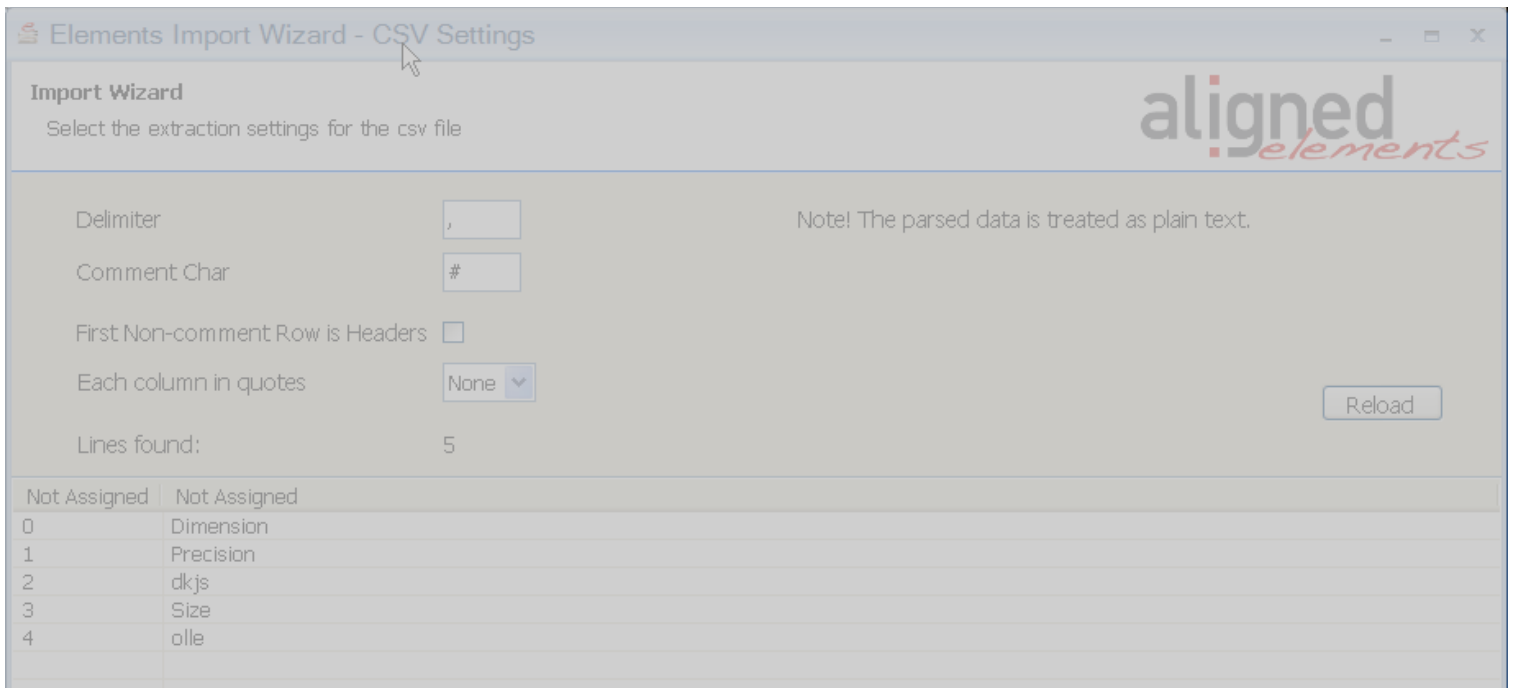 Elements Import Wizard - CSV Settings
Import Wizard
Select the extraction settings for the csv file
aligned
elements
Delimiter ,
Note! The parsed data is treated as plain text.
Comment Char #
First Non-comment Row is Headers
Each column in quotes None
Reload
Lines found: 5
Not Assigned Not Assigned
0 Dimension
1 Precision
2 dkjs
3 Size
4 olle